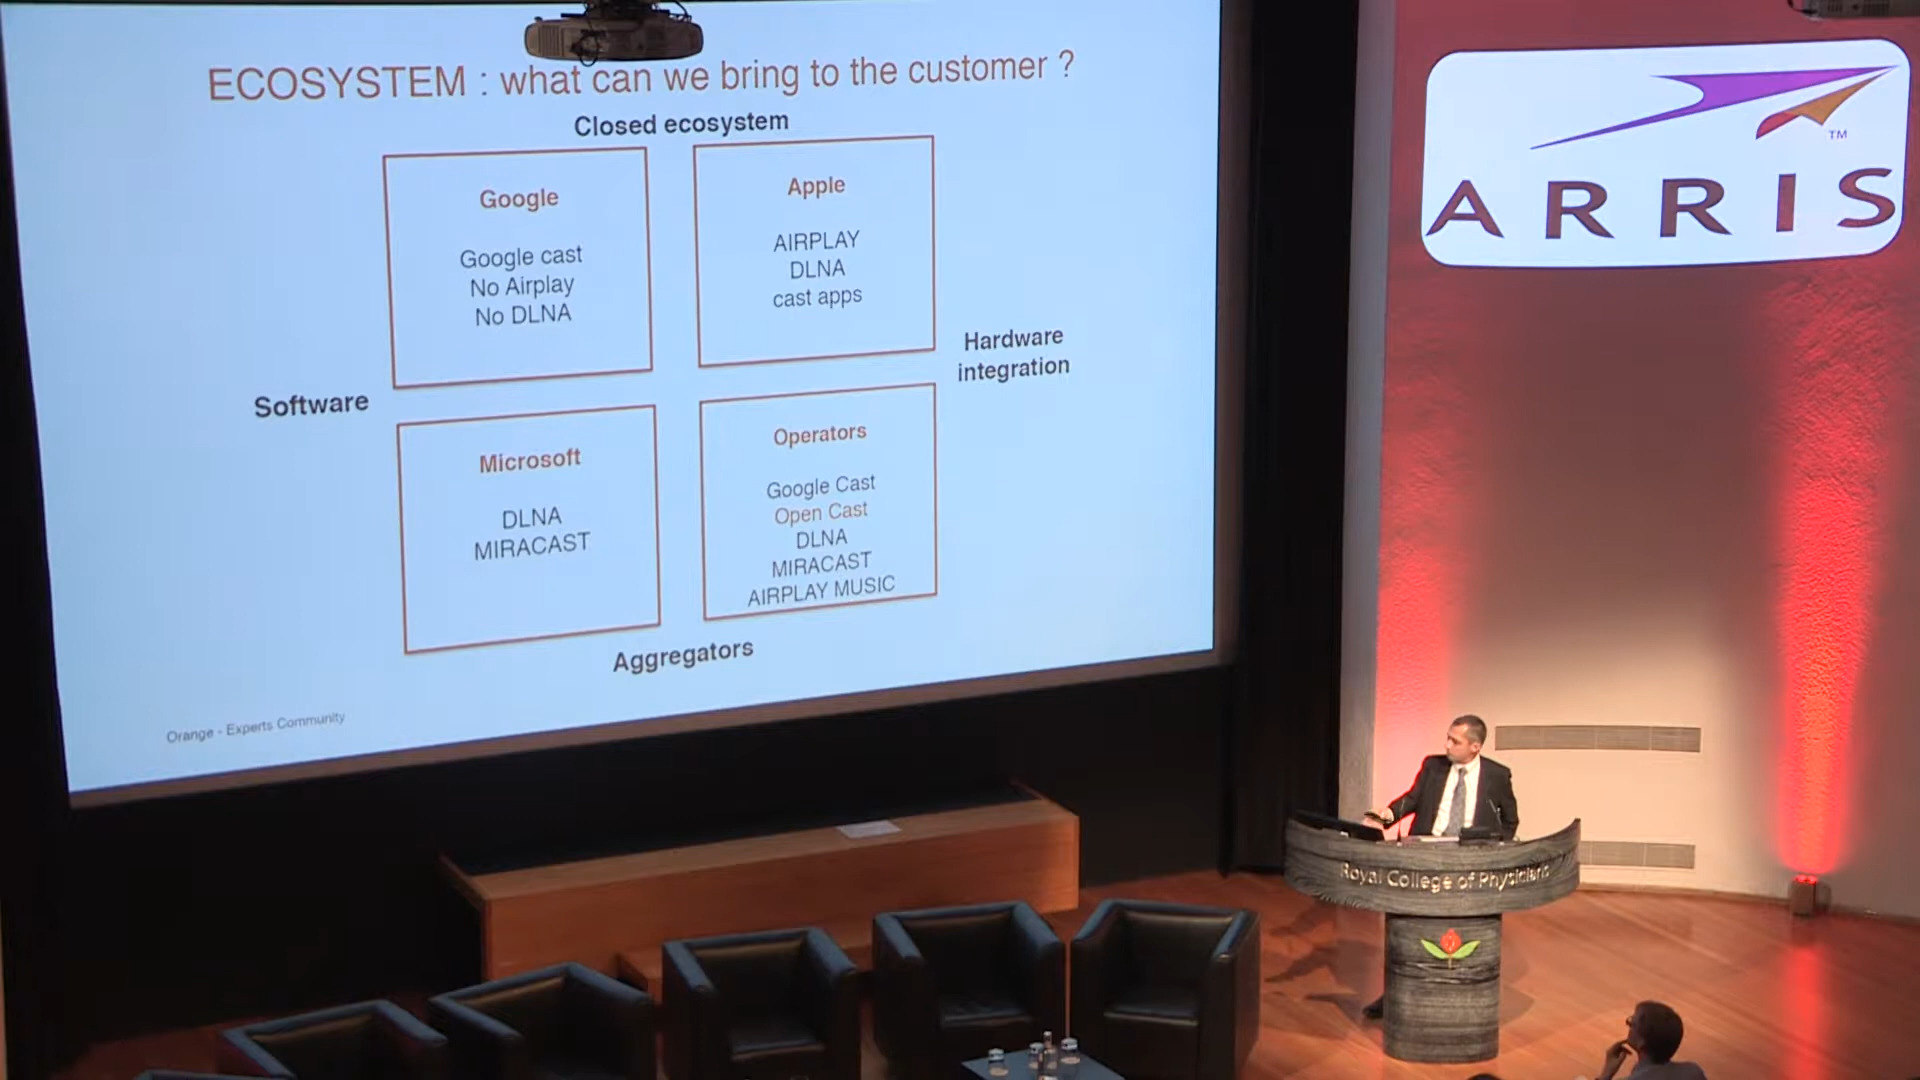 ECOSYSTEM : what can we bring to the customer ?
Closed ecosystem
Google
Google cast
No Airplay
No DLNA
Apple
AIRPLAY
DLNA
cast apps
Software
Hardware
integration
Microsoft
DLNA
MIRACAST
Operators
Google Cast
Open Cast
DLNA
MIRACAST
AIRPLAY MUSIC
Aggregators
Orange - Experts Community
TM
ARRIS
Royal College of Physicians